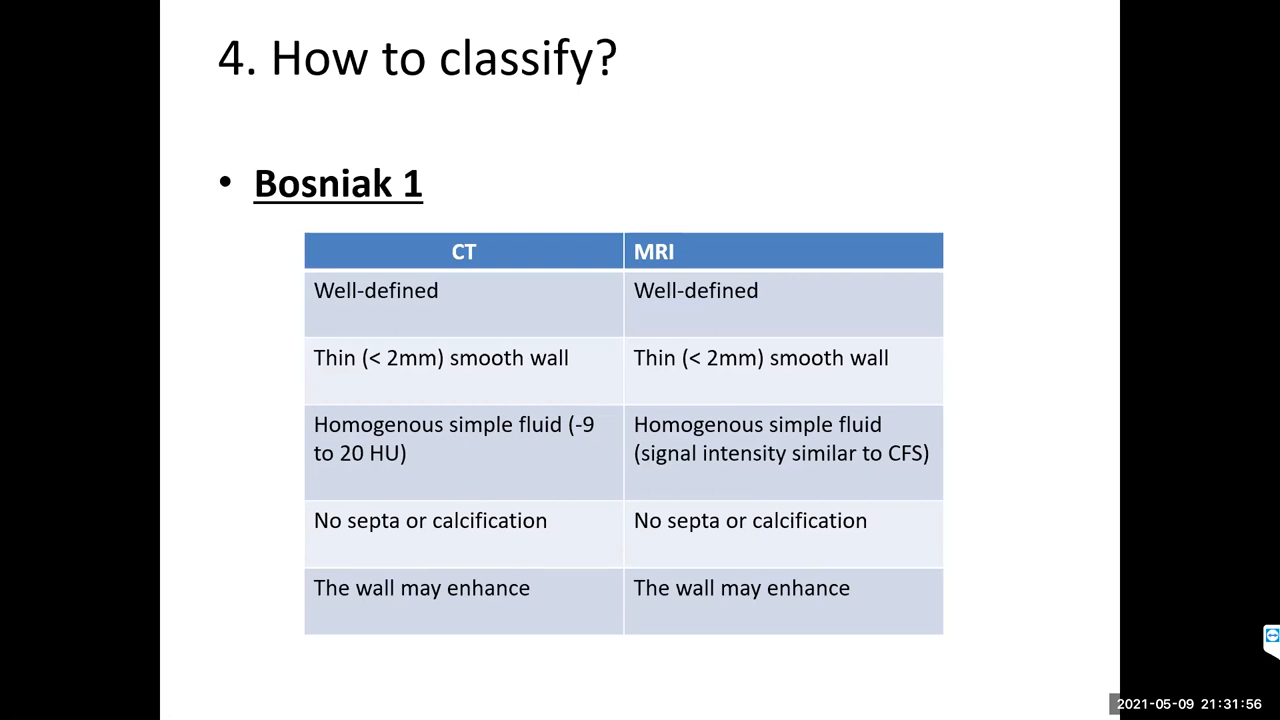 4. How to classify?
• Bosniak 1
CT MRI
Well-defined Well-defined
Thin (< 2mm) smooth wall Thin (< 2mm) smooth wall
Homogenous simple fluid (-9 Homogenous simple fluid
to 20 HU) (signal intensity similar to CFS)
No septa or calcification No septa or calcification
The wall may enhance The wall may enhance
2021-05-09 21:31:56